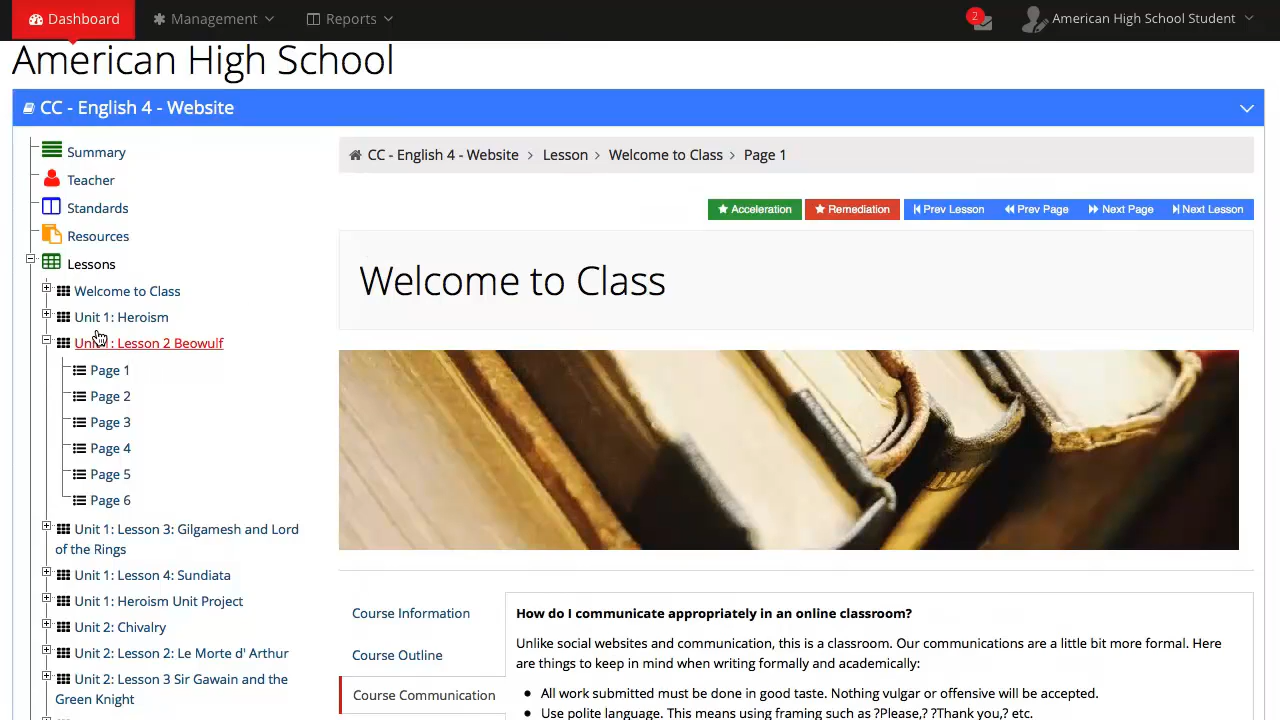 Dashboard
Management
Reports
2
American High School Student
American High School
CC - English 4 - Website
Summary
Teacher
Standards
Resources
Lessons
Welcome to Class
Unit 1: Heroism
Unit 1: Lesson 2 Beowulf
Page 1
Page 2
Page 3
Page 4
Page 5
Page 6
Unit 1: Lesson 3: Gilgamesh and Lord
of the Rings
Unit 1: Lesson 4: Sundiata
Unit 1: Heroism Unit Project
Unit 2: Chivalry
Unit 2: Lesson 2: Le Morte d' Arthur
Unit 2: Lesson 3 Sir Gawain and the
Green Knight
CC - English 4 - Website > Lesson > Welcome to Class > Page 1
Acceleration
Remediation
Prev Lesson
Prev Page
Next Page
Next Lesson
Welcome to Class
Course Information
Course Outline
Course Communication
How do I communicate appropriately in an online classroom?
Unlike social websites and communication, this is a classroom. Our communications are a little bit more formal. Here
are things to keep in mind when writing formally and academically:
• All work submitted must be done in good taste. Nothing vulgar or offensive will be accepted.
• Use polite language. This means using framing such as ?Please,? ?Thank you,? etc.